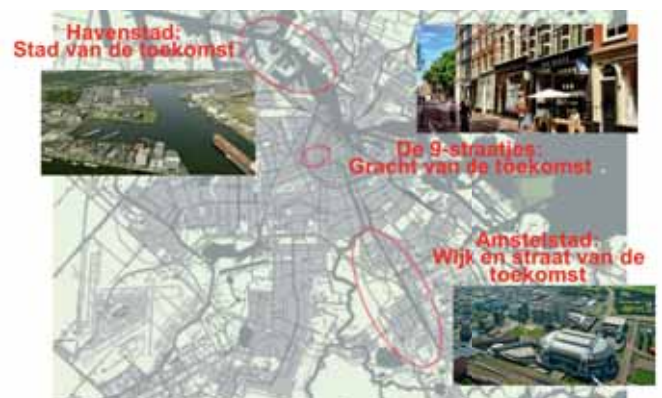 Havenstad:
Stad van de toekomst
De 9-straatjes:
Gracht van de toekomst
Amstelstad:
Wijk en straat van de
toekomst